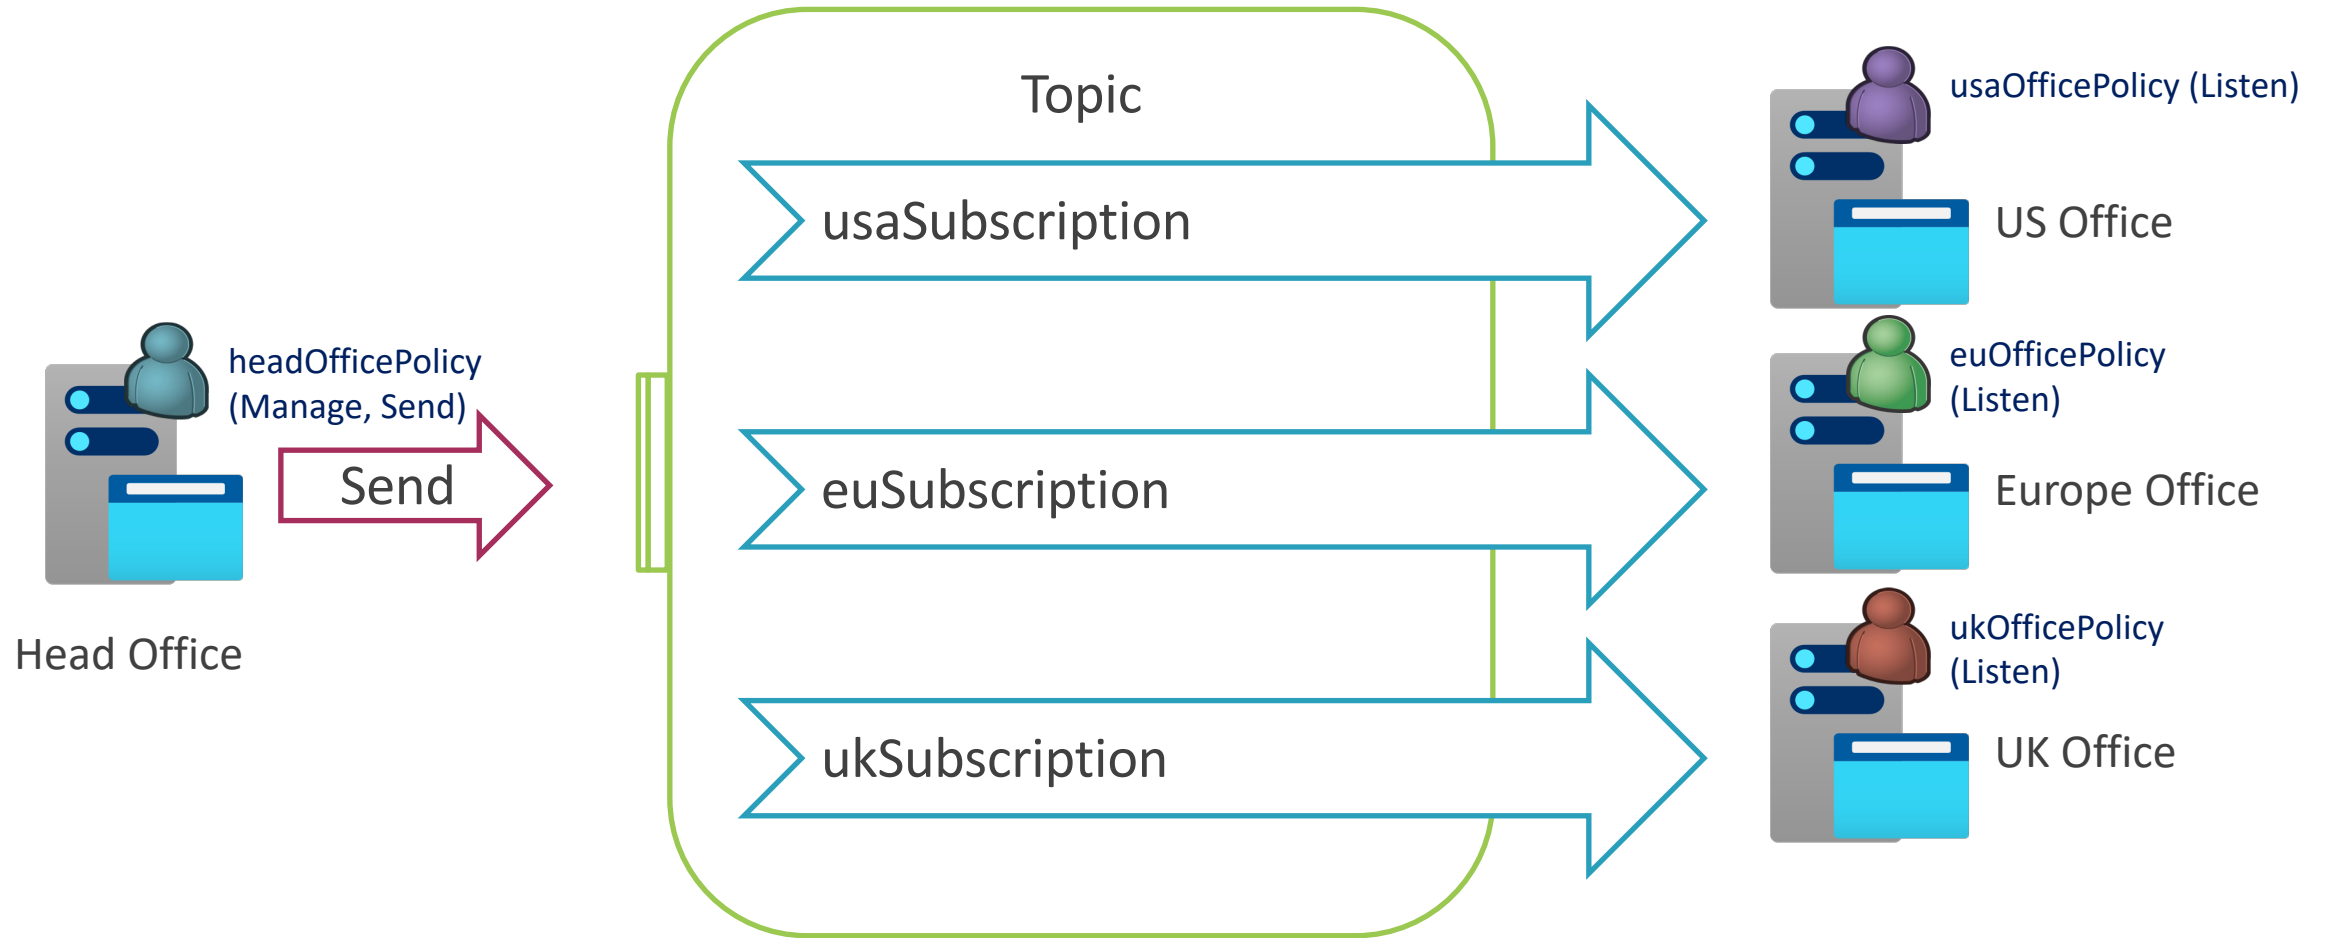 Topic
usaOfficePolicy (Listen)
usaSubscription
US Office
headOfficePolicy
(Manage, Send)
Send
Head Office
euOfficePolicy
(Listen)
euSubscription
Europe Office
ukOfficePolicy
(Listen)
ukSubscription
UK Office